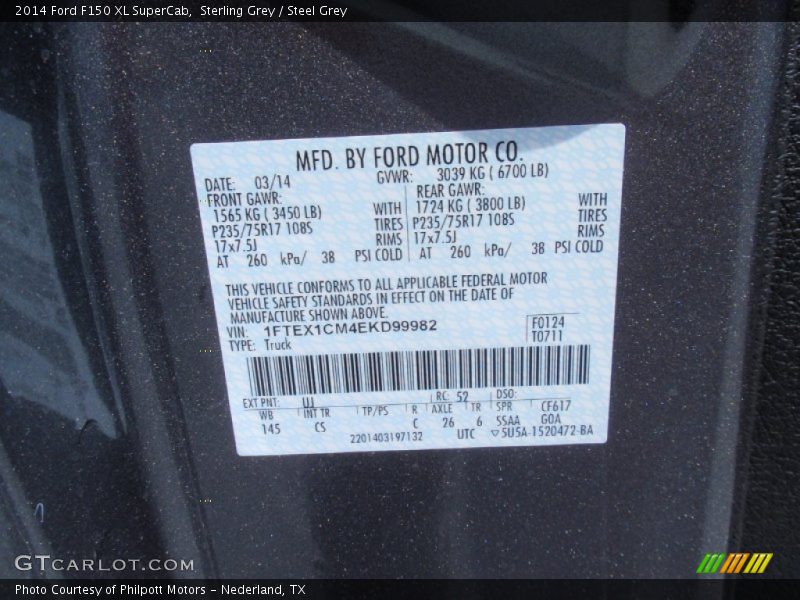 2014 Ford F150 XL SuperCab, Sterling Grey / Steel Grey
MFD. BY FORD MOTOR CO.
DATE: 03/14 GVWR: 3039 KG ( 6700 LB)
FRONT GAWR: REAR GAWR:
1565 KG ( 3450 LB) WITH 1724 KG ( 3800 LB) WITH
P235/75R17 108S TIRES P235/75R17 108S TIRES
17x7.5J RIMS 17x7.5J RIMS
AT 260 kPa/ 38 PSI COLD AT 260 kPa/ 38 PSI COLD
THIS VEHICLE CONFORMS TO ALL APPLICABLE FEDERAL MOTOR
VEHICLE SAFETY STANDARDS IN EFFECT ON THE DATE OF
MANUFACTURE SHOWN ABOVE.
VIN: 1FTEX1CM4EKD99982 F0124
TYPE: Truck T0711
EXT PNT: UJ RC: 52 DSO:
WB INT TR TP/PS R AXLE TR SPR CF617
145 CS C 26 6 SSAA GOA
2201403197132 UTC ▽SU5A-1520472-BA
GTCARLOT.COM
Photo Courtesy of Philpott Motors - Nederland, TX